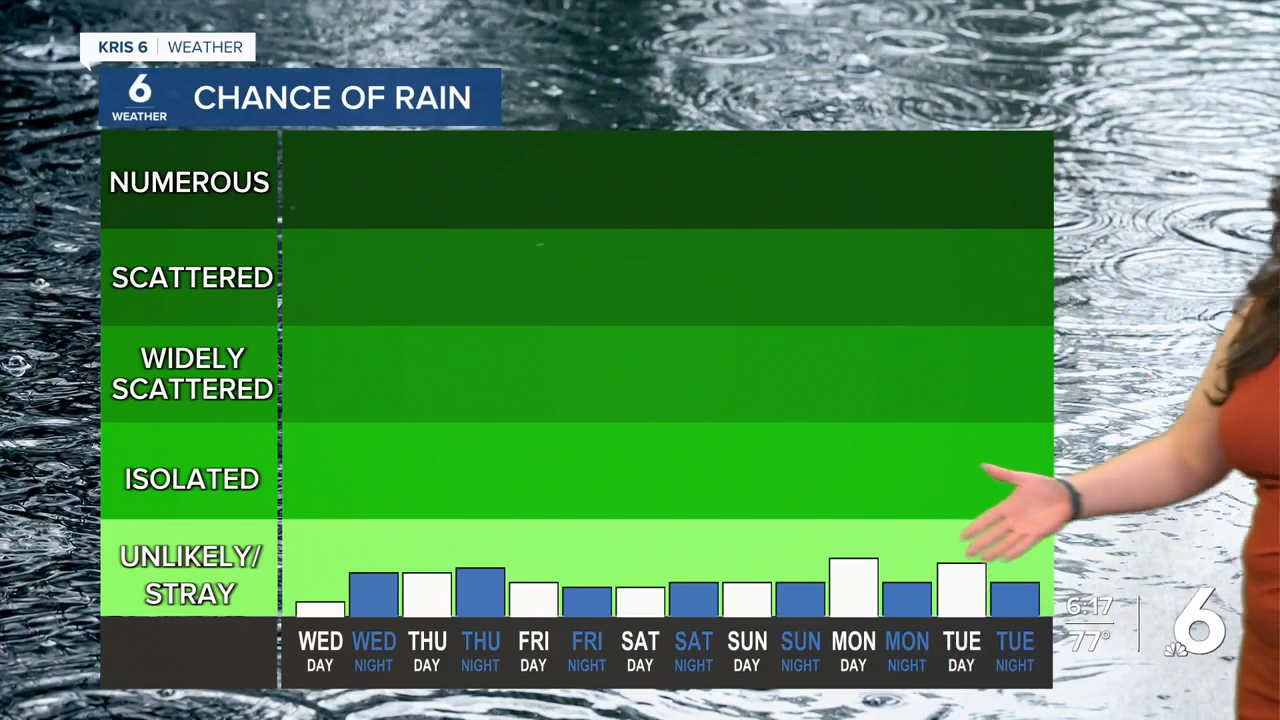 KRIS 6 | WEATHER
6
WEATHER
CHANCE OF RAIN
NUMEROUS
SCATTERED
WIDELY
SCATTERED
ISOLATED
UNLIKELY/
STRAY
WED WED THU THU FRI FRI SAT SAT SUN SUN MON MON TUE TUE
DAY NIGHT DAY NIGHT DAY NIGHT DAY NIGHT DAY NIGHT DAY NIGHT DAY NIGHT
6:17
77°
6